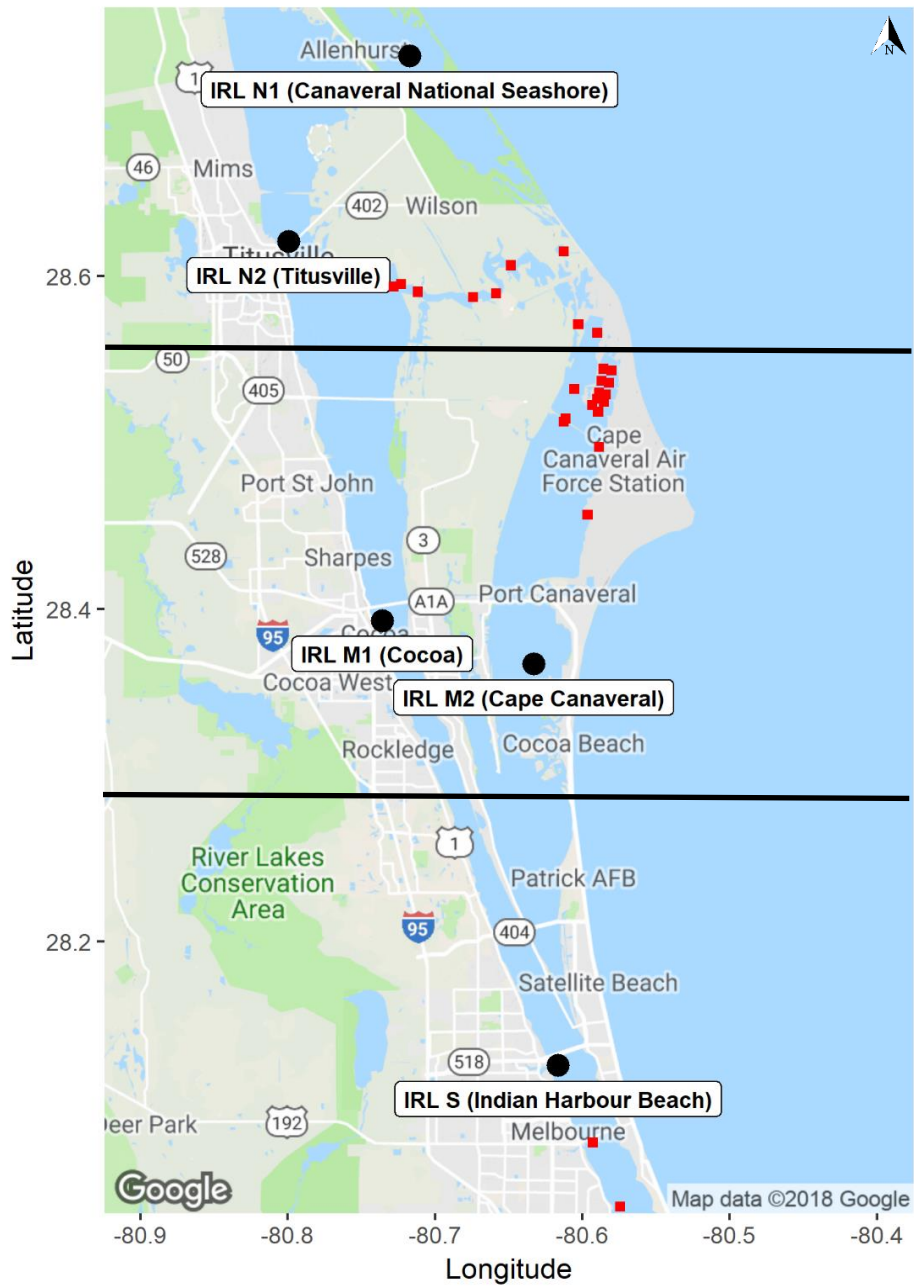 Allenhurst
N
1
IRL N1 (Canaveral National Seashore)
46
Mims
402
Wilson
Titusville
IRL N2 (Titusville)
28.6
50
405
Cape
Canaveral Air
Force Station
Port St John
3
528
Sharpes
A1A
Port Canaveral
28.4
95
Cocoa
IRL M1 (Cocoa)
Cocoa West
IRL M2 (Cape Canaveral)
Rockledge
Cocoa Beach
1
River Lakes
Conservation
Area
Patrick AFB
95
404
28.2
Satellite Beach
518
IRL S (Indian Harbour Beach)
Deer Park
192
Melbourne
Google
Map data ©2018 Google
-80.9
-80.8
-80.7
-80.6
-80.5
-80.4
Longitude
Latitude